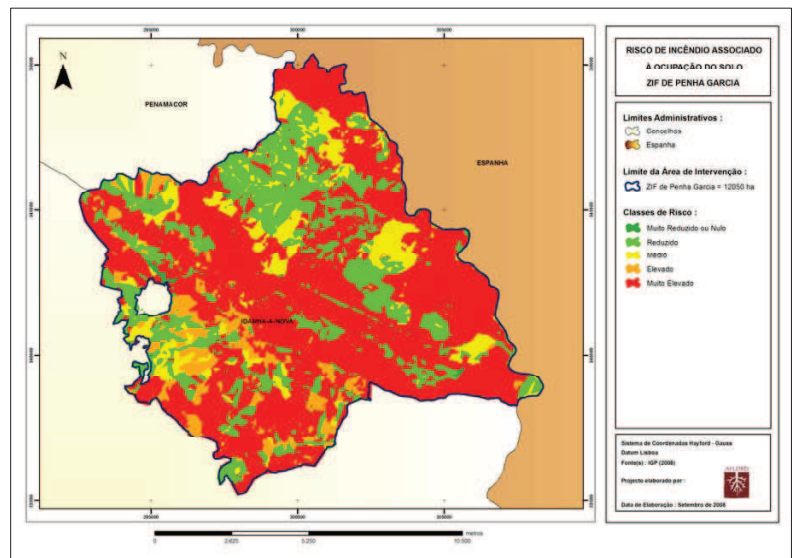 N
PENAMACOR
ESPANHA
IDANHA-A-NOVA
RISCO DE INCÊNDIO ASSOCIADO
À OCUPAÇÃO DO SOLO
ZIF DE PENHA GARCIA
Limites Administrativos :
Concelhos
Espanha
Limite da Área de Intervenção :
ZIF de Penha Garcia = 12050 ha
Classes de Risco :
Muito Reduzido ou Nulo
Reduzido
Médio
Elevado
Muito Elevado
Sistema de Coordenadas Hayford - Gauss
Datum Lisboa
Fonte(s) : IGP (2008)
Projecto elaborado por :
Data de Elaboração : Setembro de 2008
0 2.625 5.250 10.500
metros